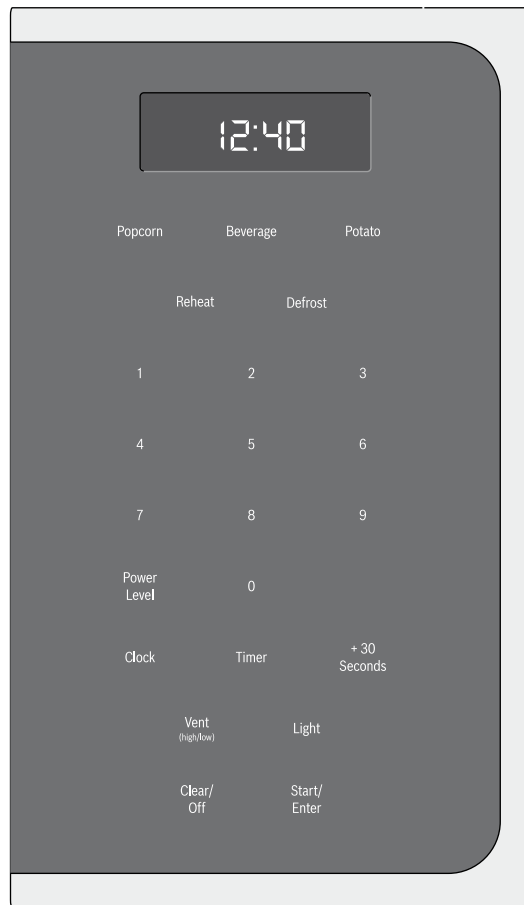 12:40
Popcorn Beverage Potato
Reheat Defrost
1 2 3
4 5 6
7 8 9
Power
Level
0
Clock Timer
+ 30
Seconds
Vent
(high/low)
Light
Clear/
Off
Start/
Enter